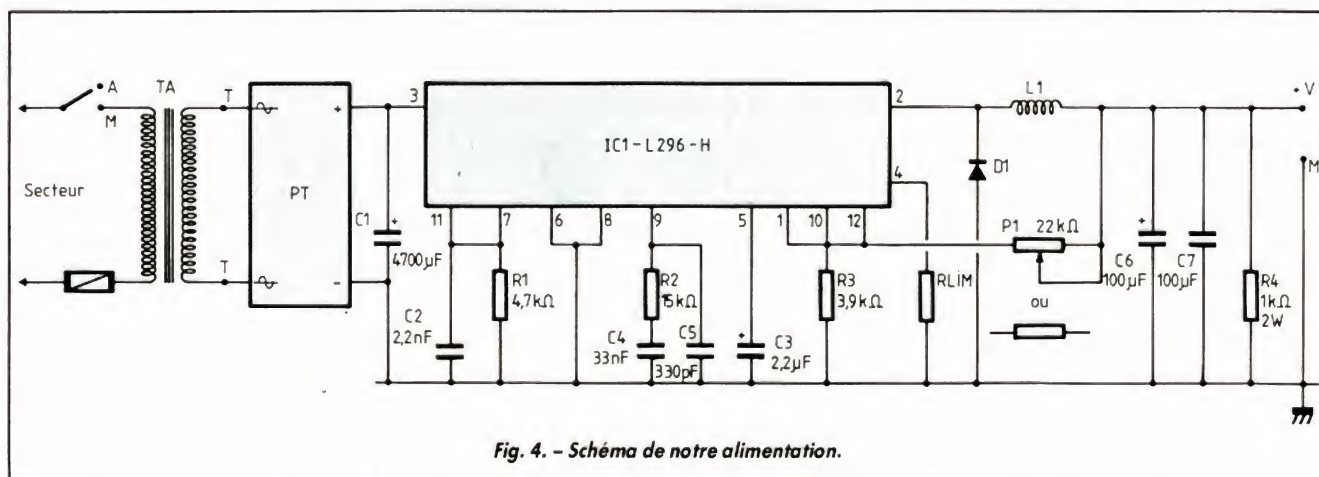 A
TA
T
M
Secteur
T
PT
+
-
C1
+
4700µF
3
IC1-L296-H
2
4
11
7
6
8
9
5
1
10
12
L1
D1
+V
M
P1 22kΩ
ou
C2
2,2nF
R1
4,7kΩ
R2
15kΩ
C4
33nF
C5
330pF
+
C3
2,2µF
R3
3,9kΩ
RLiM
+
C6
100µF
C7
100µF
R4
1kΩ
2W
Fig. 4. – Schéma de notre alimentation.